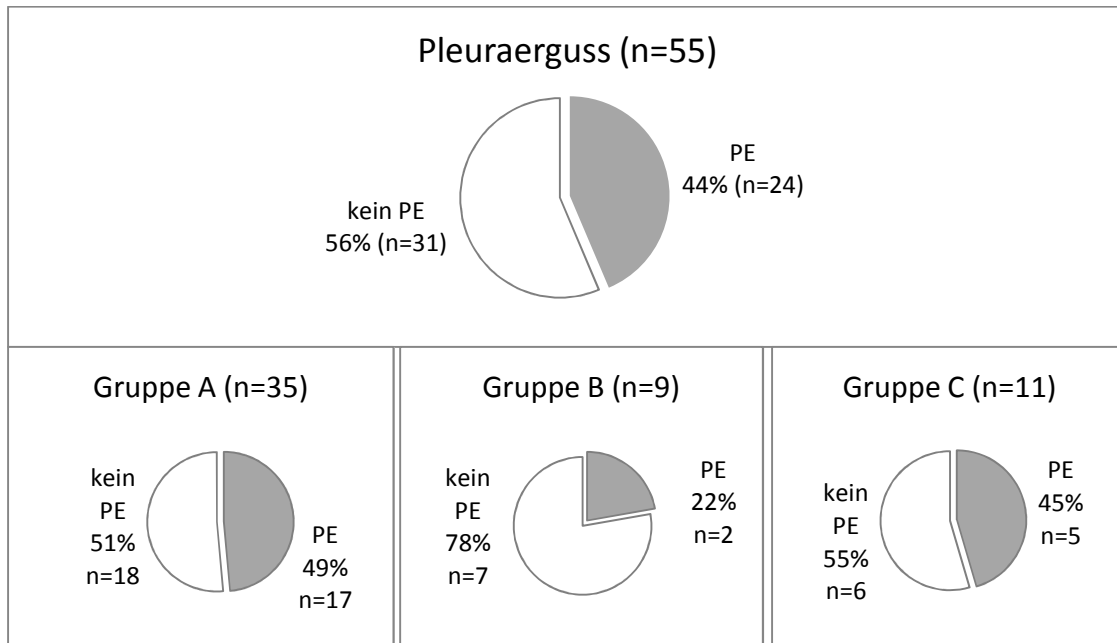 Pleuraerguss (n=55)
PE
44% (n=24)
kein PE
56% (n=31)
Gruppe A (n=35)
kein
PE
51%
n=18
PE
49%
n=17
Gruppe B (n=9)
kein
PE
78%
n=7
PE
22%
n=2
Gruppe C (n=11)
kein
PE
55%
n=6
PE
45%
n=5